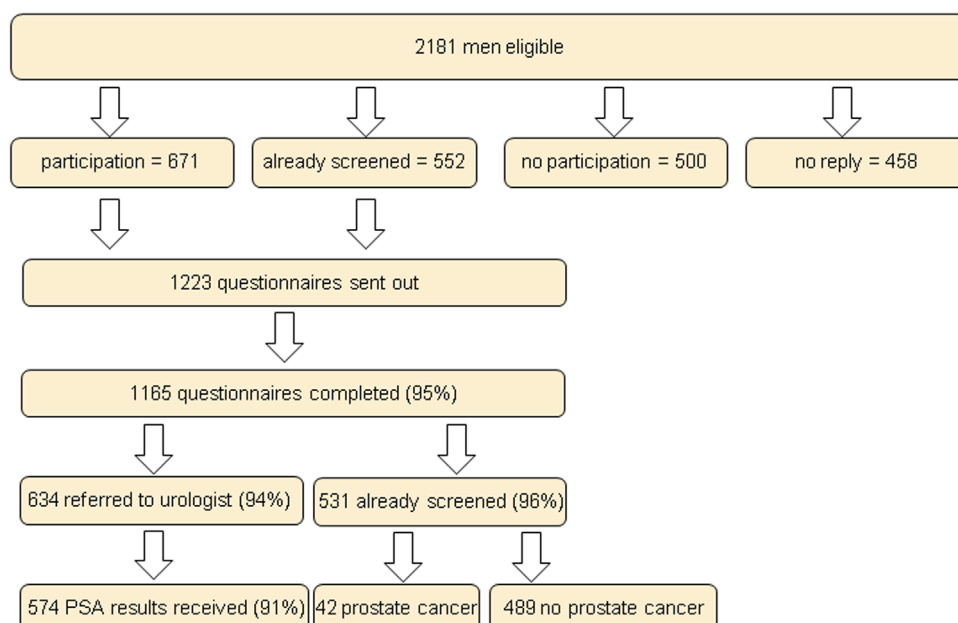 2181 men eligible
participation = 671
already screened = 552
no participation = 500
no reply = 458
1223 questionnaires sent out
1165 questionnaires completed (95%)
634 referred to urologist (94%)
531 already screened (96%)
574 PSA results received (91%)
42 prostate cancer
489 no prostate cancer